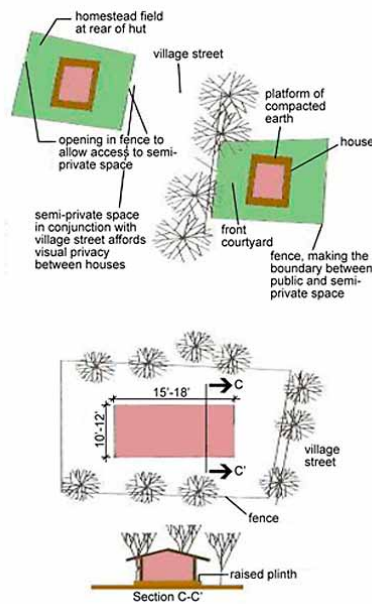 homestead field
at rear of hut
village street
platform of
compacted
earth
house
opening in fence to
allow access to semi-
private space
semi-private space
in conjunction with
village street affords
visual privacy
between houses
front
courtyard
fence, making the
boundary between
public and semi-
private space
15'-18'
10'-12'
C
C'
village
street
fence
raised plinth
Section C-C'